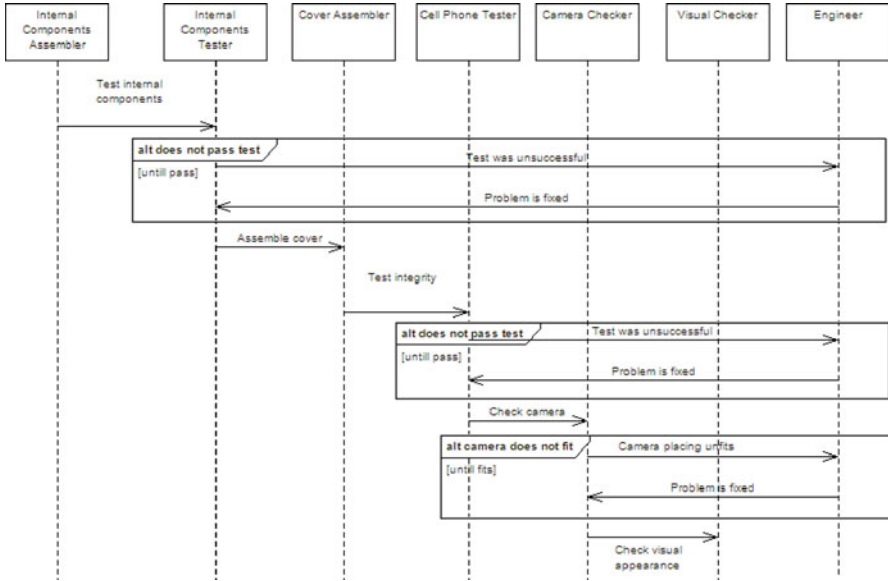 Internal
Components
Assembler
Internal
Components
Tester
Cover Assembler
Cell Phone Tester
Camera Checker
Visual Checker
Engineer
Test internal
components
alt does not pass test
Test was unsuccessful
[untill pass]
Problem is fixed
Assemble cover
Test integrity
alt does not pass test
Test was unsuccessful
[untill pass]
Problem is fixed
Check camera
alt camera does not fit
Camera placing unfits
[untill fits]
Problem is fixed
Check visual
appearance